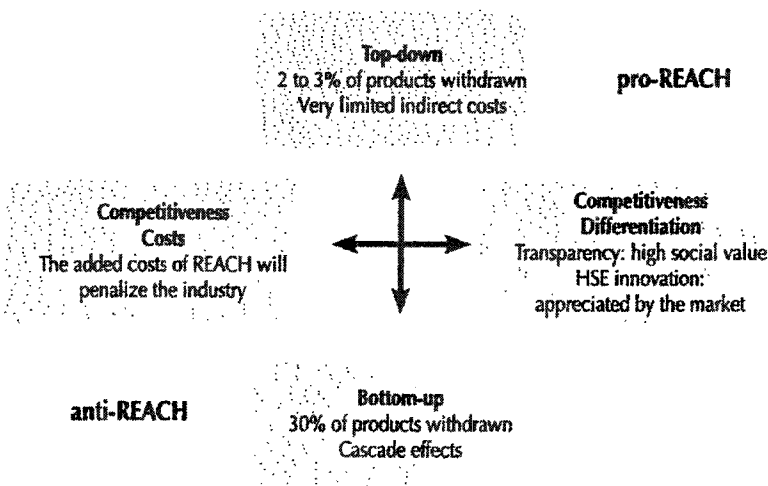 Top-down
2 to 3% of products withdrawn
Very limited indirect costs
pro-REACH
Competitiveness
Costs
The added costs of REACH will
penalize the industry
Competitiveness
Differentiation
Transparency: high social value
HSE innovation:
appreciated by the market
anti-REACH
Bottom-up
30% of products withdrawn
Cascade effects